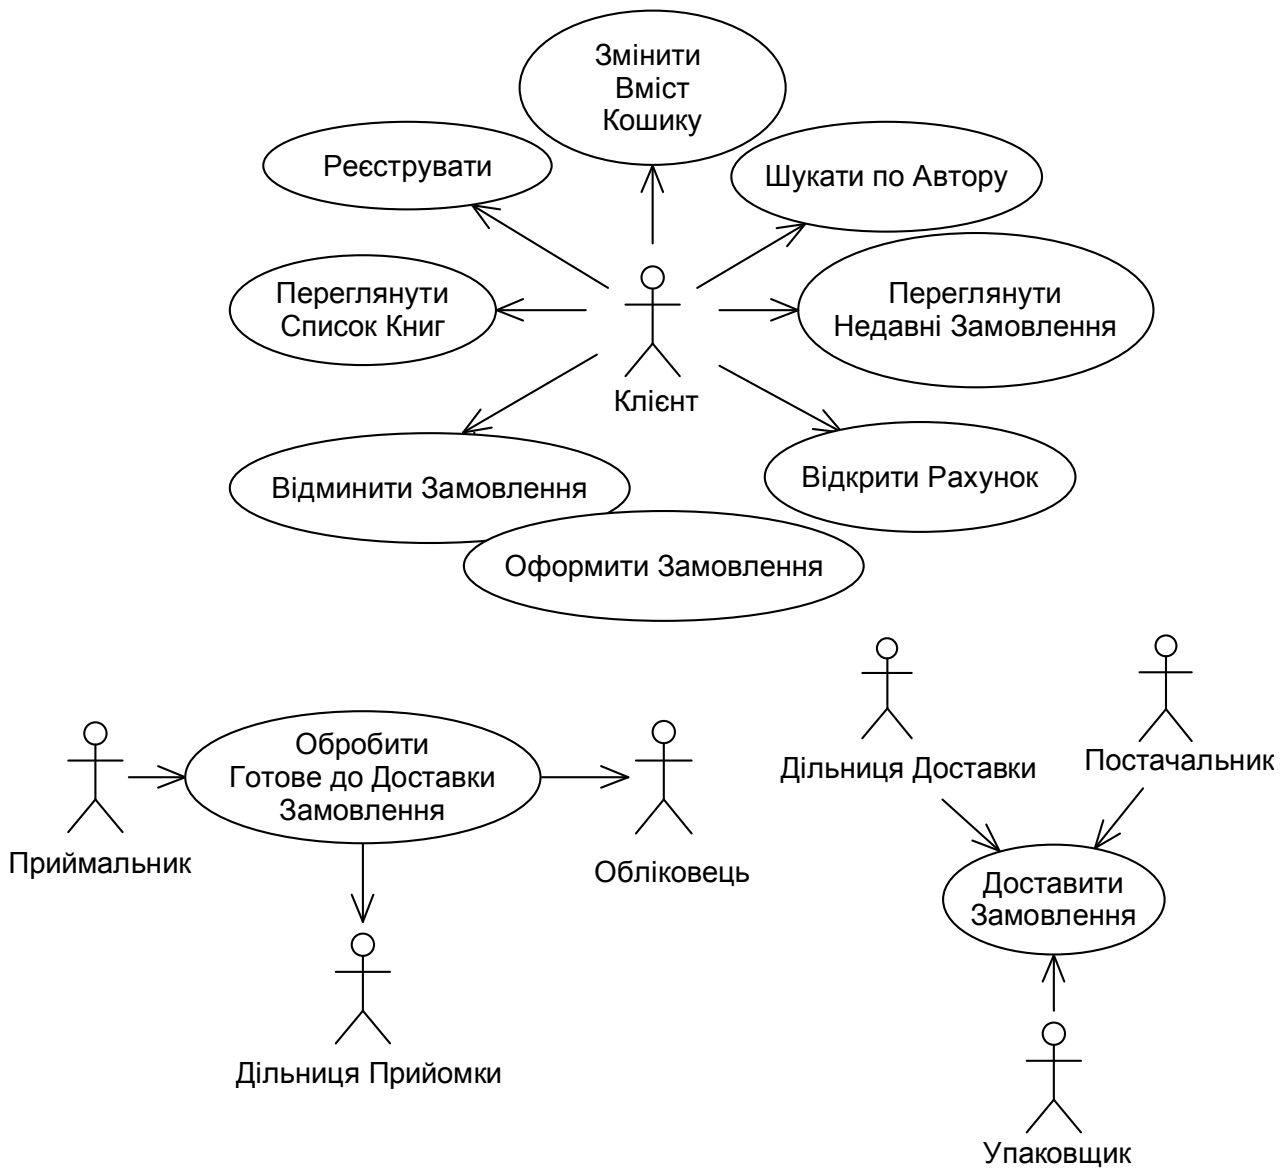 Змінити
Вміст
Кошику
Реєструвати
Шукати по Автору
Переглянути
Список Книг
Переглянути
Недавні Замовлення
Клієнт
Відминити Замовлення
Відкрити Рахунок
Оформити Замовлення
Обробити
Готове до Доставки
Замовлення
Приймальник
Обліковець
Дільниця Прийомки
Дільниця Доставки
Постачальник
Доставити
Замовлення
Упаковщик